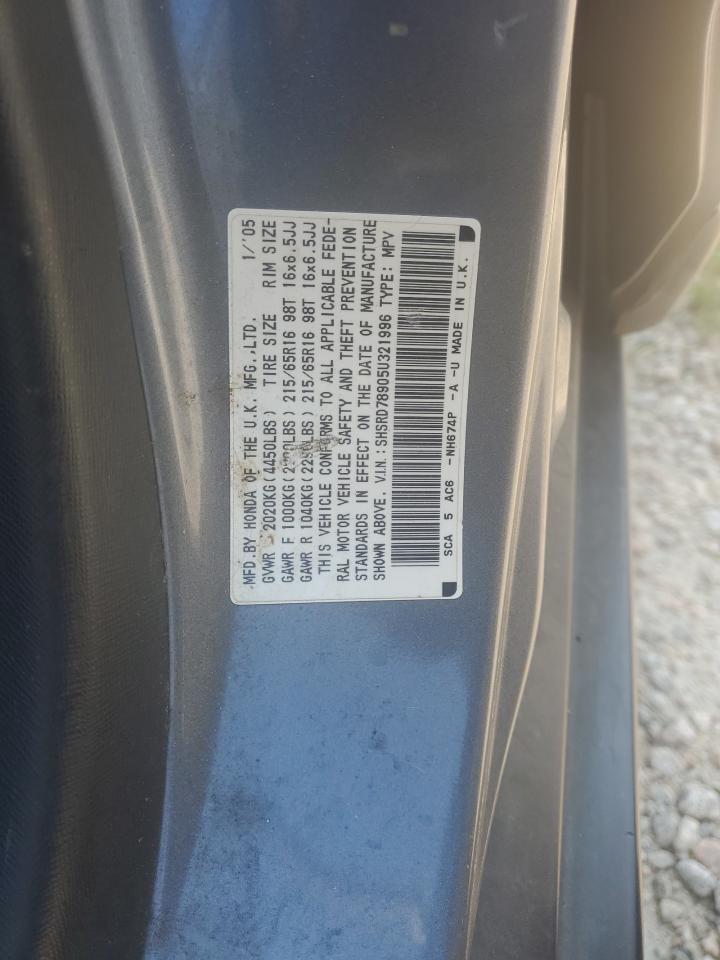 MFD.BY HONDA OF THE U.K. MFG.,LTD. 1/'05
GVWR 2020KG(4450LBS) TIRE SIZE RIM SIZE
GAWR F 1000KG( LBS) 215/65R16 98T 16x6.5JJ
GAWR R 1040KG(2290LBS) 215/65R16 98T 16x6.5JJ
THIS VEHICLE CONFORMS TO ALL APPLICABLE FEDE-
RAL MOTOR VEHICLE SAFETY AND THEFT PREVENTION
STANDARDS IN EFFECT ON THE DATE OF MANUFACTURE
SHOWN ABOVE. V.I.N.:SHSRD78905U321996 TYPE: MPV
SCA 5 AC6 -NH674P -A -U MADE IN U.K.